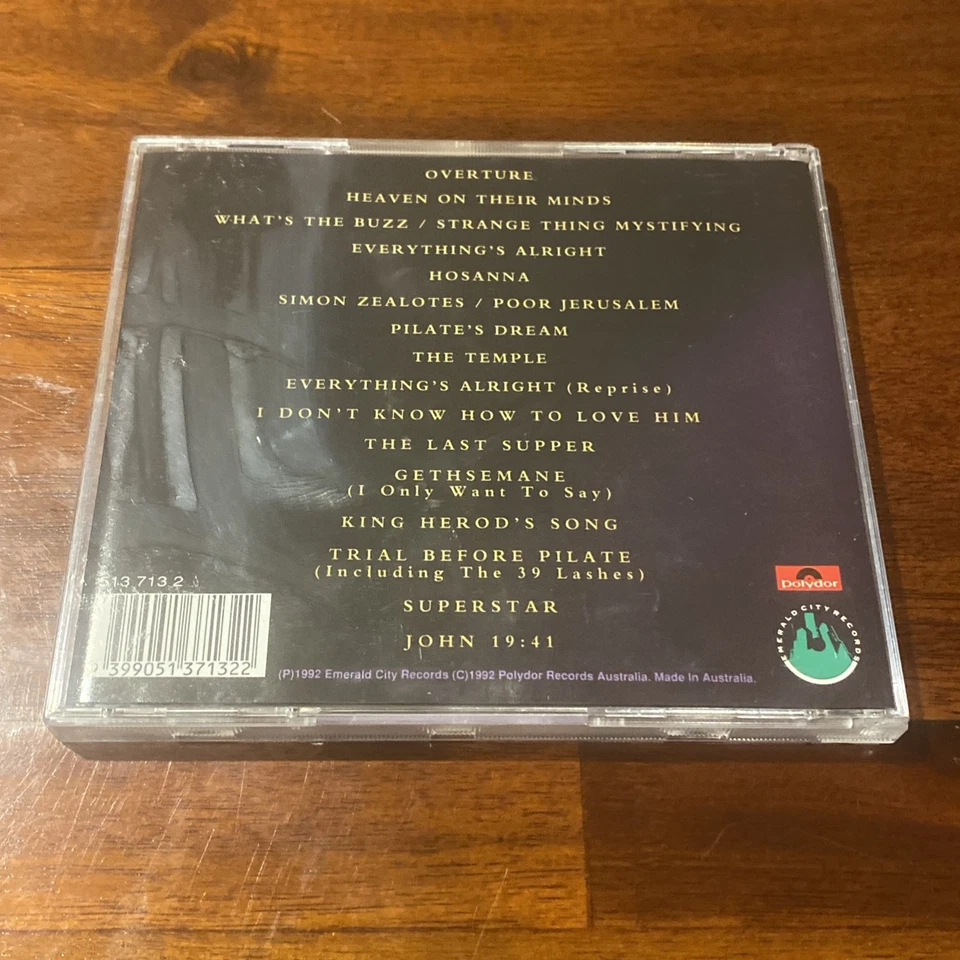 OVERTURE
HEAVEN ON THEIR MINDS
WHAT'S THE BUZZ / STRANGE THING MYSTIFYING
EVERYTHING'S ALRIGHT
HOSANNA
SIMON ZEALOTES / POOR JERUSALEM
PILATE'S DREAM
THE TEMPLE
EVERYTHING'S ALRIGHT (Reprise)
I DON'T KNOW HOW TO LOVE HIM
THE LAST SUPPER
GETHSEMANE
(I Only Want To Say)
KING HEROD'S SONG
TRIAL BEFORE PILATE
(Including The 39 Lashes)
SUPERSTAR
JOHN 19:41
513 713 2
9 399051 371322
polydor
EMERALD CITY RECORDS
(P)1992 Emerald City Records (C)1992 Polydor Records Australia. Made In Australia.